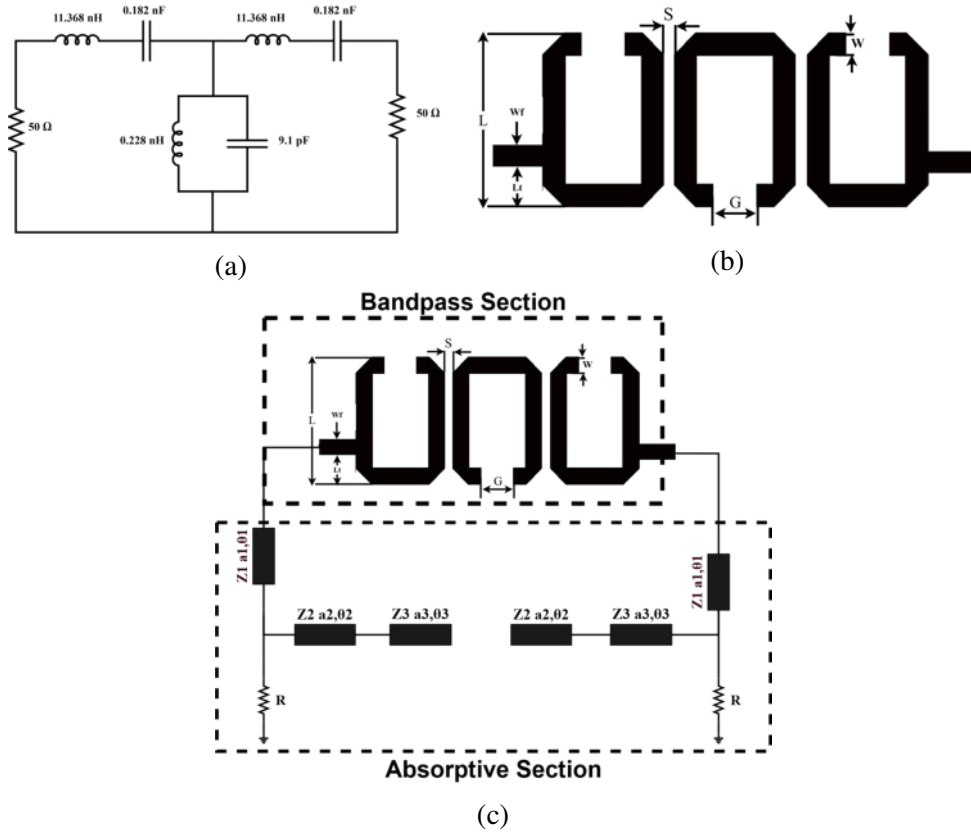 11.368 nH
0.182 nF
11.368 nH
0.182 nF
50 Ω
0.228 nH
9.1 pF
50 Ω
(a)
S
W
L
Wf
Lt
G
(b)
Bandpass Section
S
W
L
Wf
Lt
G
Z1 a1,θ1
Z1 a1,θ1
Z2 a2,θ2
Z3 a3,θ3
Z2 a2,θ2
Z3 a3,θ3
R
R
Absorptive Section
(c)